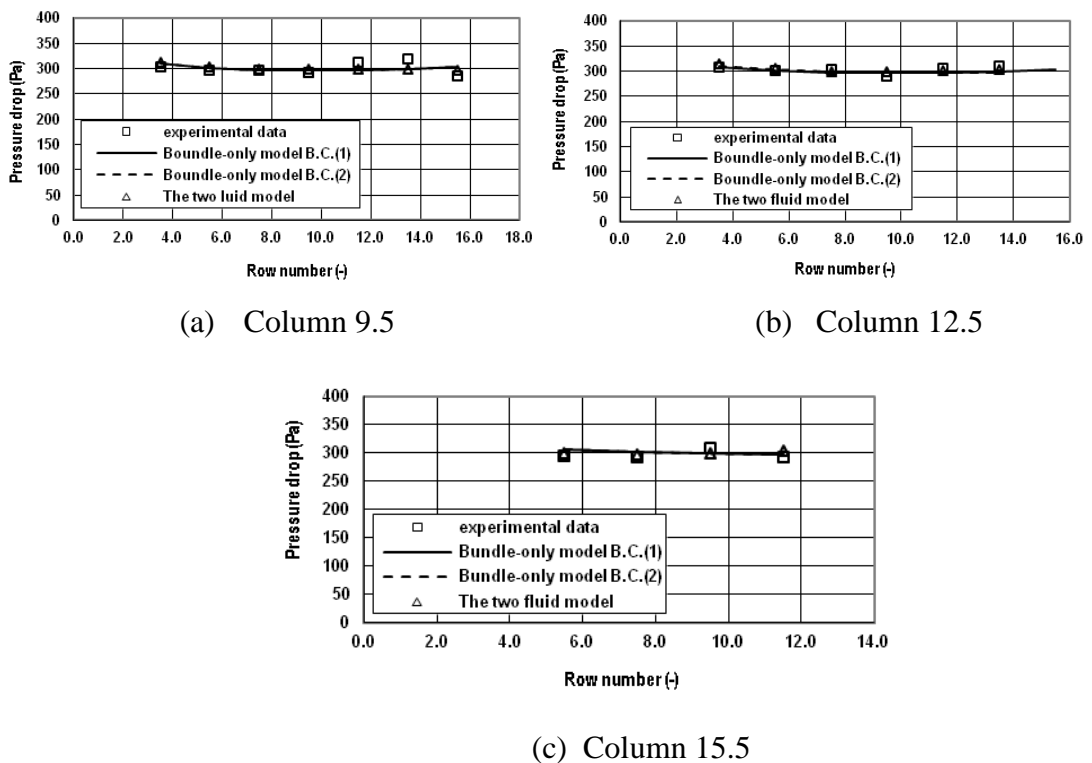 400
350
300
250
200
150
100
50
0
Pressure drop (Pa)
experimental data
Boundle-only model B.C.(1)
Boundle-only model B.C.(2)
The two luid model
0.0 2.0 4.0 6.0 8.0 10.0 12.0 14.0 16.0 18.0
Row number (-)
(a) Column 9.5
400
350
300
250
200
150
100
50
0
Pressure drop (Pa)
experimental data
Bundle-only model B.C.(1)
Bundle-only model B.C.(2)
The two fluid model
0.0 2.0 4.0 6.0 8.0 10.0 12.0 14.0 16.0
Row number (-)
(b) Column 12.5
400
350
300
250
200
150
100
50
0
Pressure drop (Pa)
experimental data
Bundle-only model B.C.(1)
Bundle-only model B.C.(2)
The two fluid model
0.0 2.0 4.0 6.0 8.0 10.0 12.0 14.0
Row number (-)
(c) Column 15.5